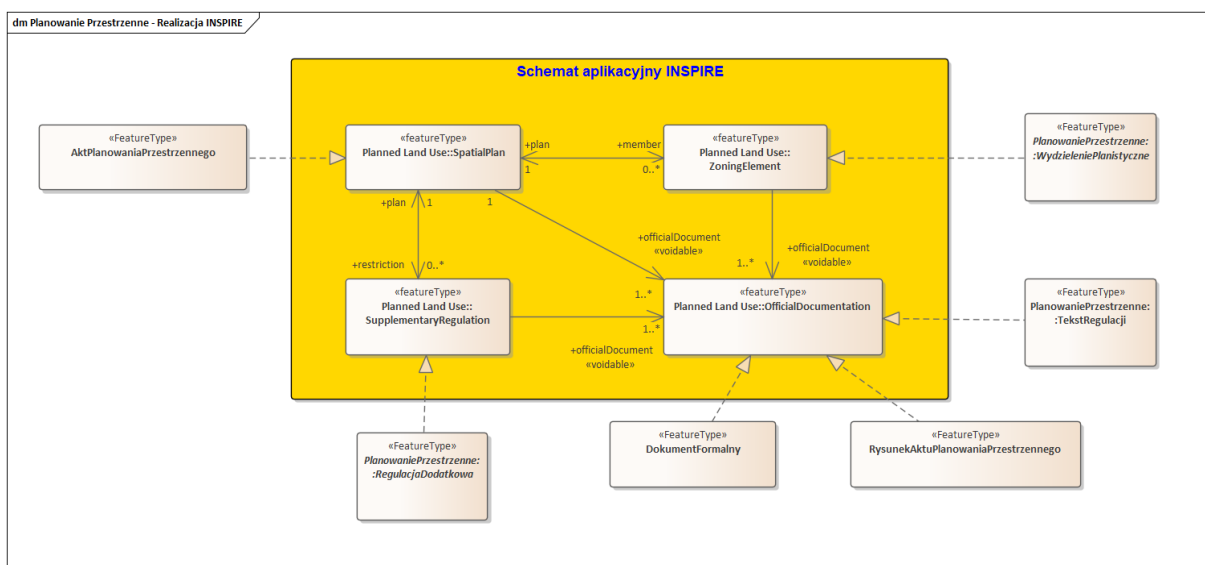 dm Planowanie Przestrzenne - Realizacja INSPIRE
Schemat aplikacyjny INSPIRE
«FeatureType»
AktPlanowaniaPrzestrzennego
«featureType»
Planned Land Use::SpatialPlan
+plan
1
+member
0..*
«featureType»
Planned Land Use::
ZoningElement
«FeatureType»
PlanowaniePrzestrzenne:
:WydzieleniePlanistyczne
+plan
1
1
+officialDocument
«voidable»
1..*
+officialDocument
«voidable»
1..*
+restriction
0..*
«featureType»
Planned Land Use::
SupplementaryRegulation
1..*
+officialDocument
«voidable»
«featureType»
Planned Land Use::OfficialDocumentation
«FeatureType»
PlanowaniePrzestrzenne:
:TekstRegulacji
«FeatureType»
PlanowaniePrzestrzenne:
:RegulacjaDodatkowa
«FeatureType»
DokumentFormalny
«FeatureType»
RysunekAktuPlanowaniaPrzestrzennego